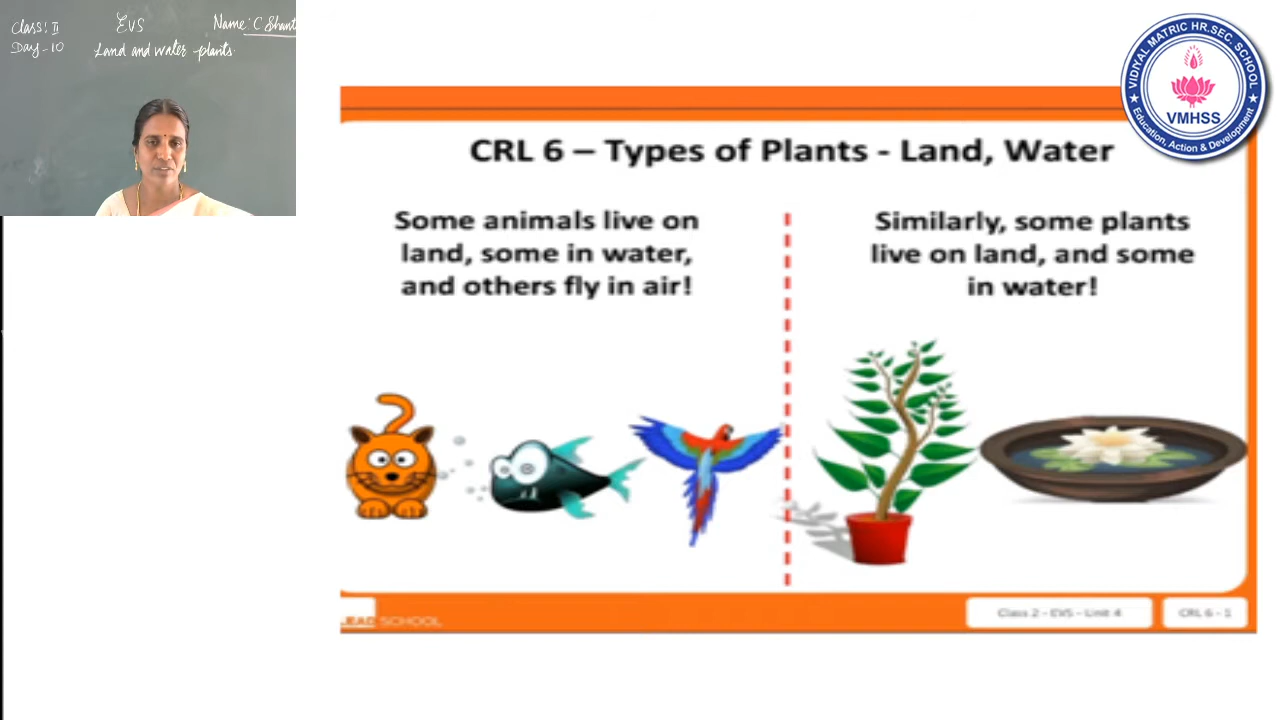 Class: II
EVS
Name: C Shant
Day-10
Land and water plants.
VIDIYAL MATRIC HR.SEC. SCHOOL
VMHSS
Education, Action & Development
CRL 6 – Types of Plants - Land, Water
Some animals live on
land, some in water,
and others fly in air!
Similarly, some plants
live on land, and some
in water!
LEAD SCHOOL
Class 2 - EVS - Unit 4
CRL 6 - 1